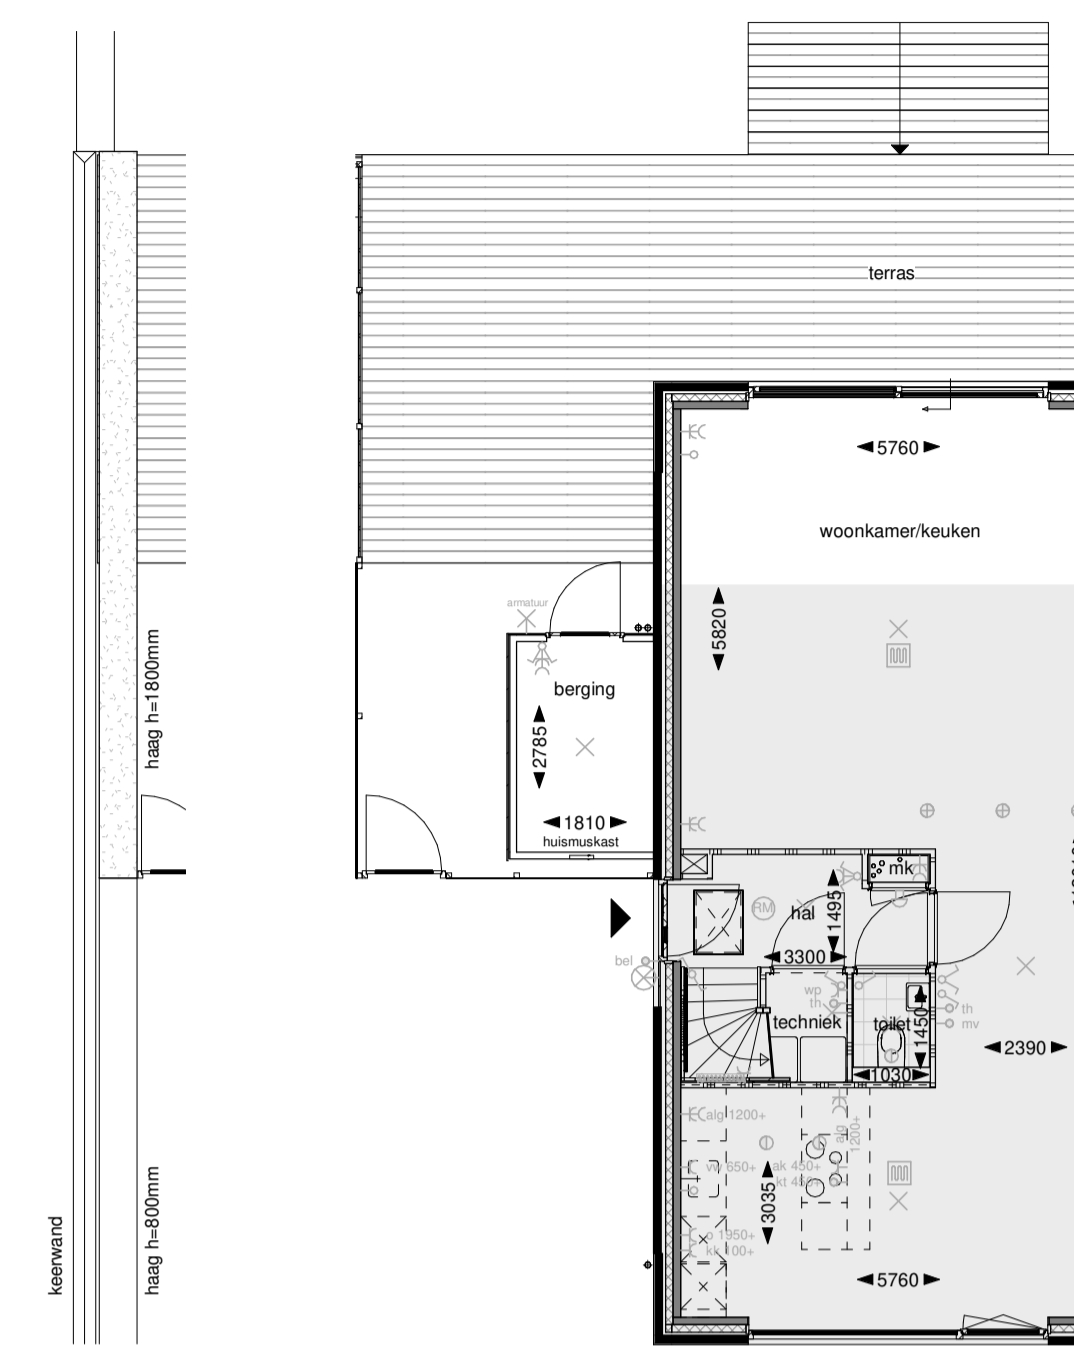 terras
5760
woonkamer/keuken
5820
armatuur
berging
2785
1810
huismuskast
haag h=1800mm
mk
hal
1495
RM
3300
bel
wp
th
techniek
toilet
1450
th
mv
1030
2390
alg 1200+
alg
1200+
vw 650+
ak 450+
kt 450+
3035
o 1950+
kk 100+
5760
keerwand
haag h=800mm